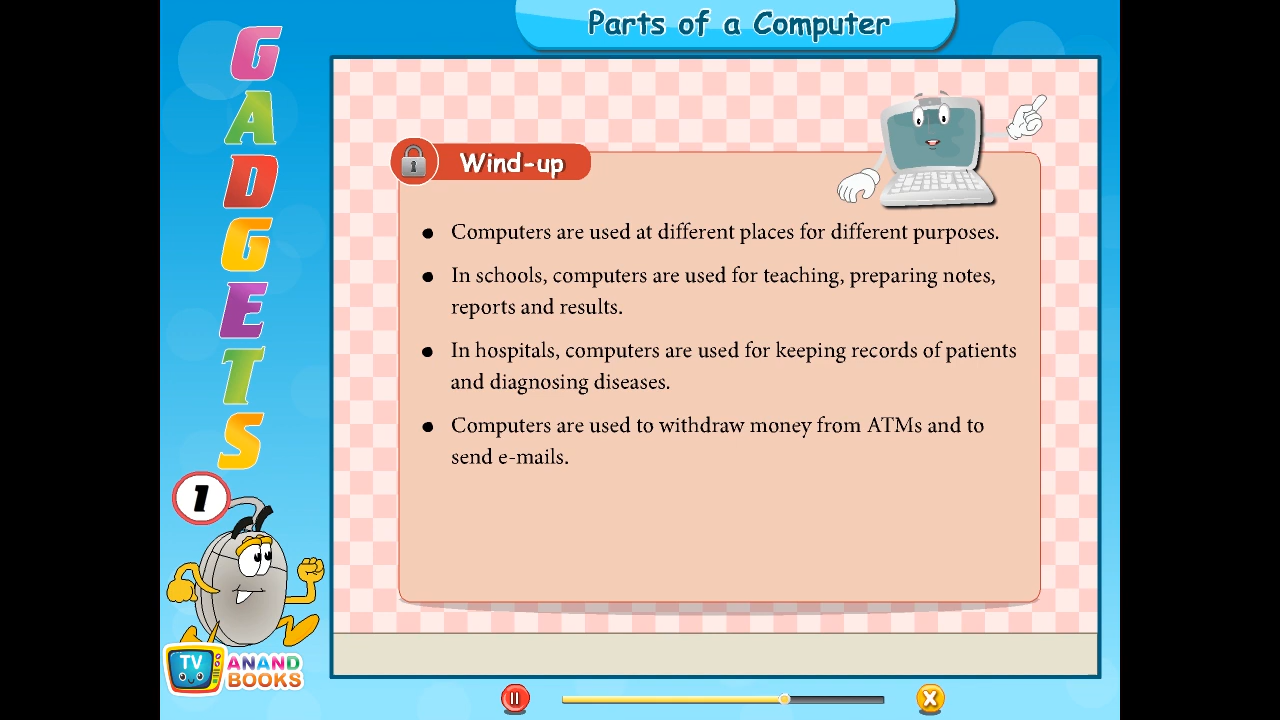 Parts of a Computer
GADGETS
1
Wind-up
● Computers are used at different places for different purposes.
● In schools, computers are used for teaching, preparing notes,
reports and results.
● In hospitals, computers are used for keeping records of patients
and diagnosing diseases.
● Computers are used to withdraw money from ATMs and to
send e-mails.
TV
ANAND
BOOKS
X